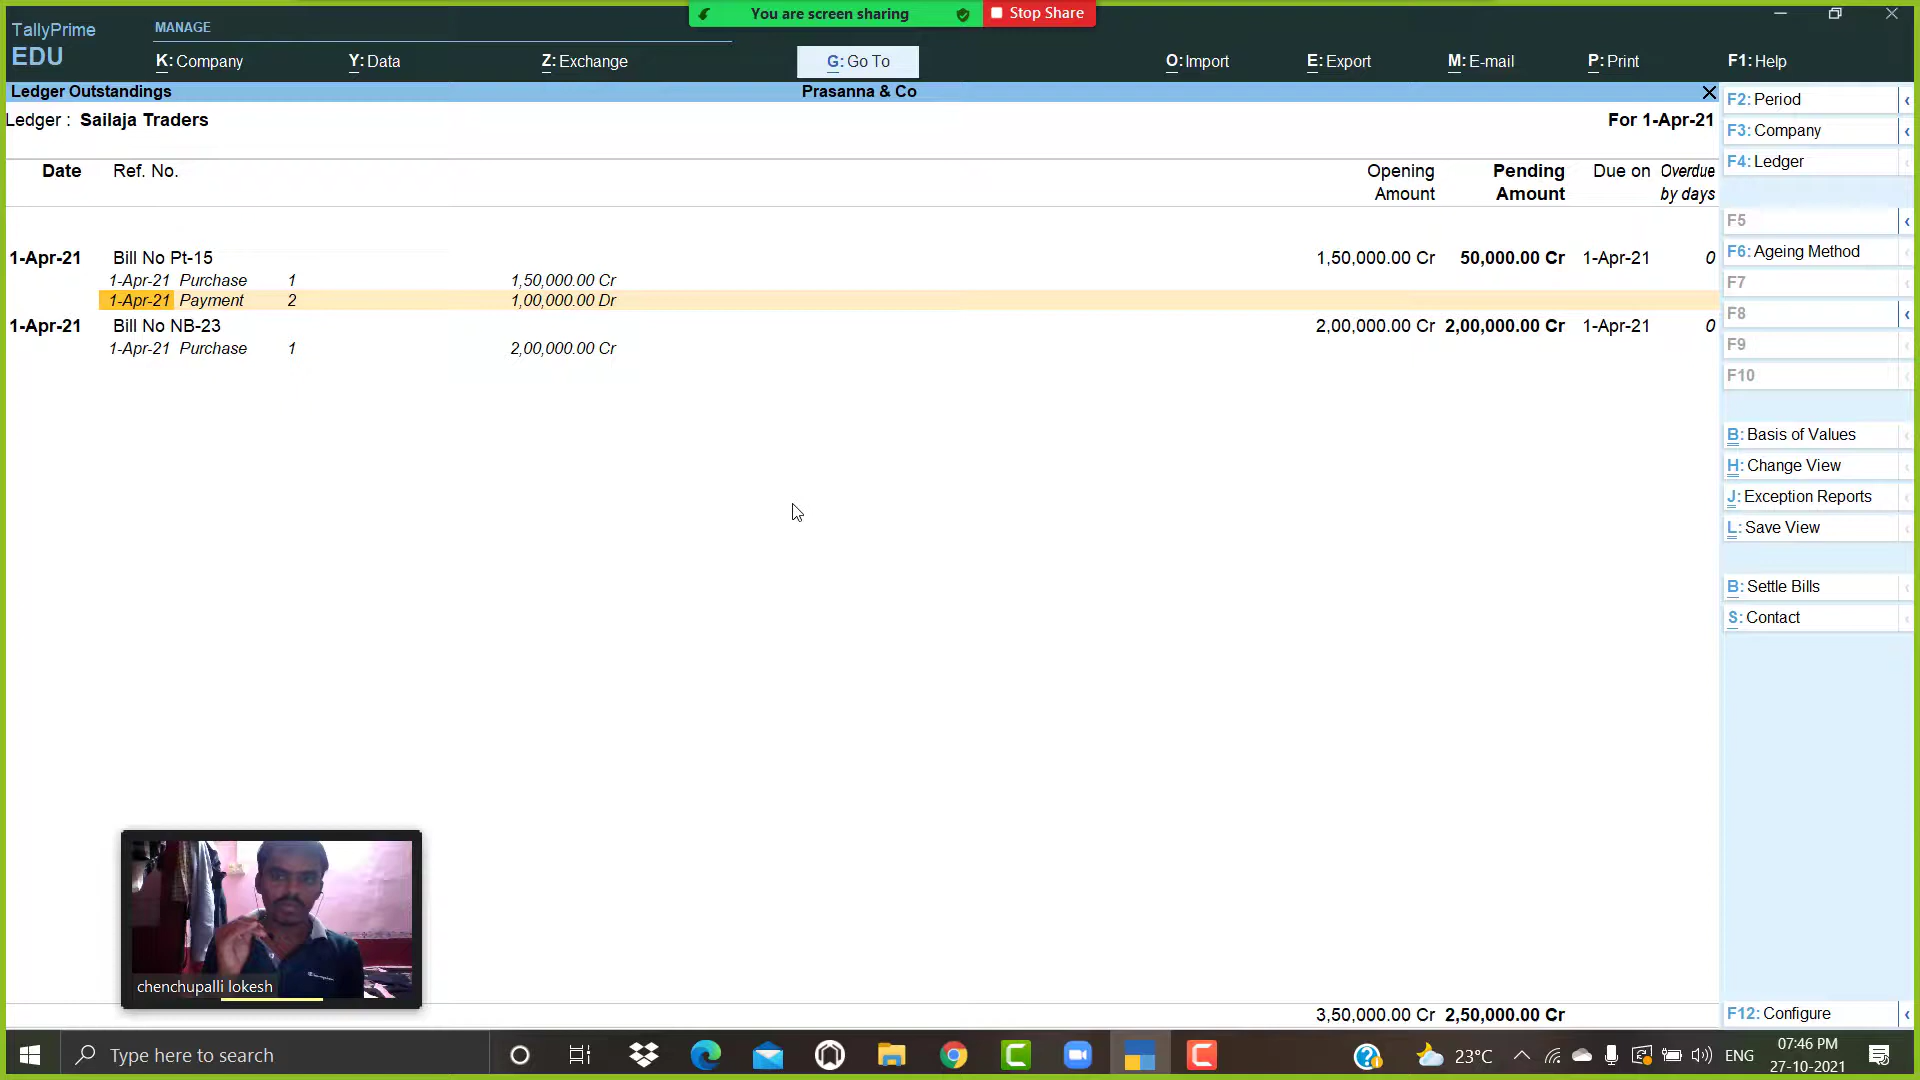 You are screen sharing
Stop Share
TallyPrime
EDU
MANAGE
K: Company
Y: Data
Z: Exchange
G: Go To
O: Import
E: Export
M: E-mail
P: Print
F1: Help
Ledger Outstandings
Prasanna & Co
Ledger : Sailaja Traders
For 1-Apr-21
Date Ref. No. Opening Amount Pending Amount Due on Overdue by days
1-Apr-21 Bill No Pt-15 1,50,000.00 Cr 50,000.00 Cr 1-Apr-21 0
1-Apr-21 Purchase 1 1,50,000.00 Cr
1-Apr-21 Payment 2 1,00,000.00 Dr
1-Apr-21 Bill No NB-23 2,00,000.00 Cr 2,00,000.00 Cr 1-Apr-21 0
1-Apr-21 Purchase 1 2,00,000.00 Cr
3,50,000.00 Cr 2,50,000.00 Cr
F2: Period
F3: Company
F4: Ledger
F5
F6: Ageing Method
F7
F8
F9
F10
B: Basis of Values
H: Change View
J: Exception Reports
L: Save View
B: Settle Bills
S: Contact
F12: Configure
chenchupalli lokesh
Type here to search
23°C
ENG
07:46 PM
27-10-2021